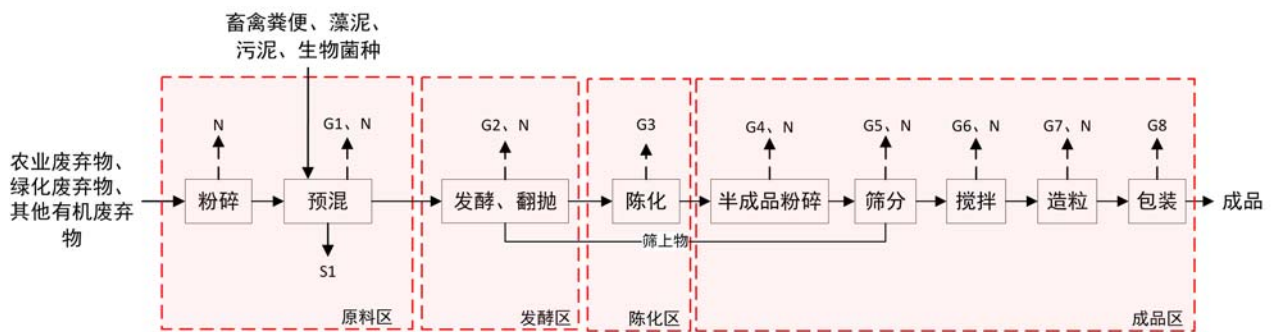 畜禽粪便、藻泥、
污泥、生物菌种
N
G1、N
G2、N
G3
G4、N
G5、N
G6、N
G7、N
G8
农业废弃物、
绿化废弃物、
其他有机废弃
物
粉碎
预混
发酵、翻抛
陈化
半成品粉碎
筛分
搅拌
造粒
包装
成品
筛上物
S1
原料区
发酵区
陈化区
成品区